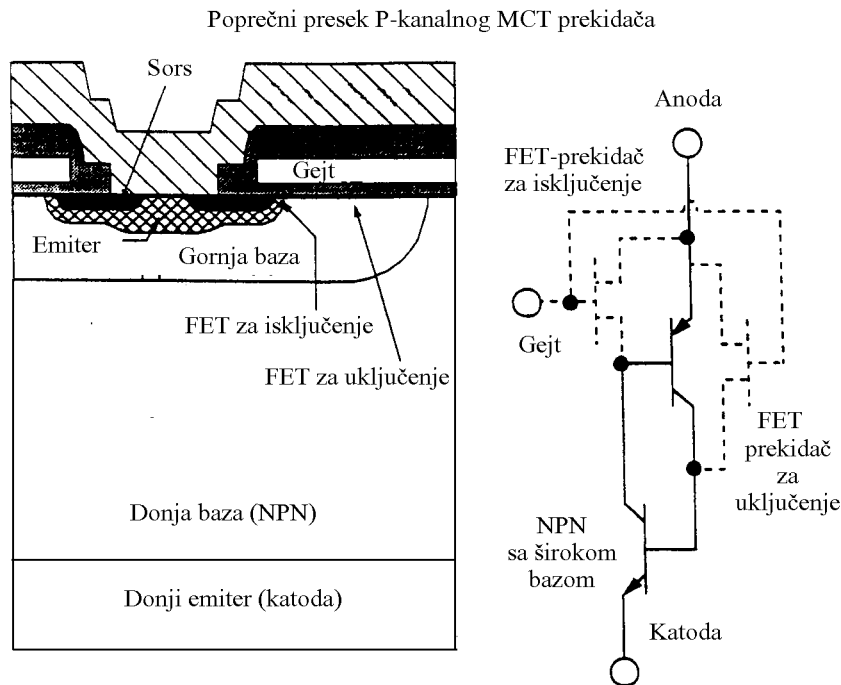 Poprečni presek P-kanalnog MCT prekidača
Sors
Gejt
Emiter
Gornja baza
FET za isključenje
FET za uključenje
Donja baza (NPN)
Donji emiter (katoda)
Anoda
FET-prekidač
za isključenje
Gejt
FET
prekidač
za
uključenje
NPN
sa širokom
bazom
Katoda